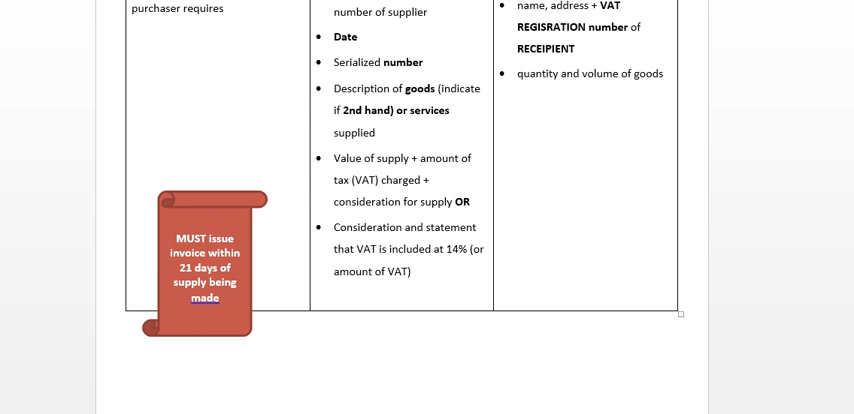 purchaser requires
MUST issue
invoice within
21 days of
supply being
made
number of supplier
• Date
• Serialized number
• Description of goods (indicate
if 2nd hand) or services
supplied
• Value of supply + amount of
tax (VAT) charged +
consideration for supply OR
• Consideration and statement
that VAT is included at 14% (or
amount of VAT)
• name, address + VAT
REGISRATION number of
RECEIPIENT
• quantity and volume of goods